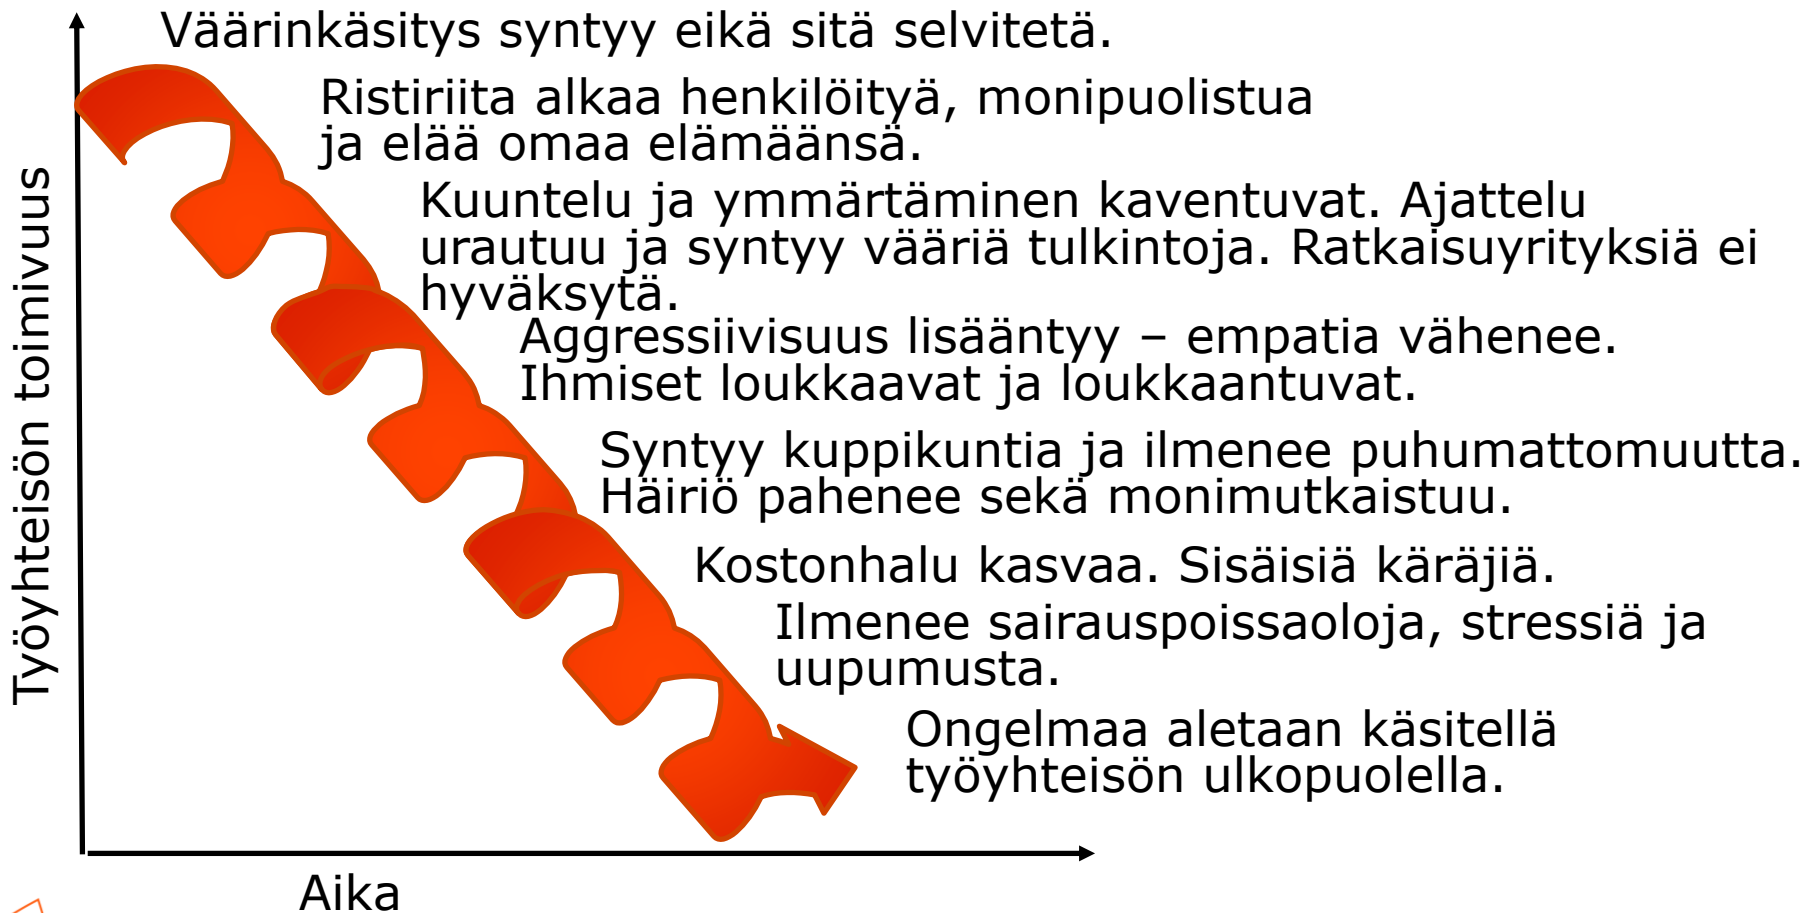 Väärinkäsitys syntyy eikä sitä selvitetä.
Ristiriita alkaa henkilöityä, monipuolistua
ja elää omaa elämäänsä.
Kuuntelu ja ymmärtäminen kaventuvat. Ajattelu
urautuu ja syntyy vääriä tulkintoja. Ratkaisuyrityksiä ei
hyväksytä.
Aggressiivisuus lisääntyy – empatia vähenee.
Ihmiset loukkaavat ja loukkaantuvat.
Syntyy kuppikuntia ja ilmenee puhumattomuutta.
Häiriö pahenee sekä monimutkaistuu.
Kostonhalu kasvaa. Sisäisiä käräjiä.
Ilmenee sairauspoissaoloja, stressiä ja
uupumusta.
Ongelmaa aletaan käsitellä
työyhteisön ulkopuolella.
Työyhteisön toimivuus
Aika